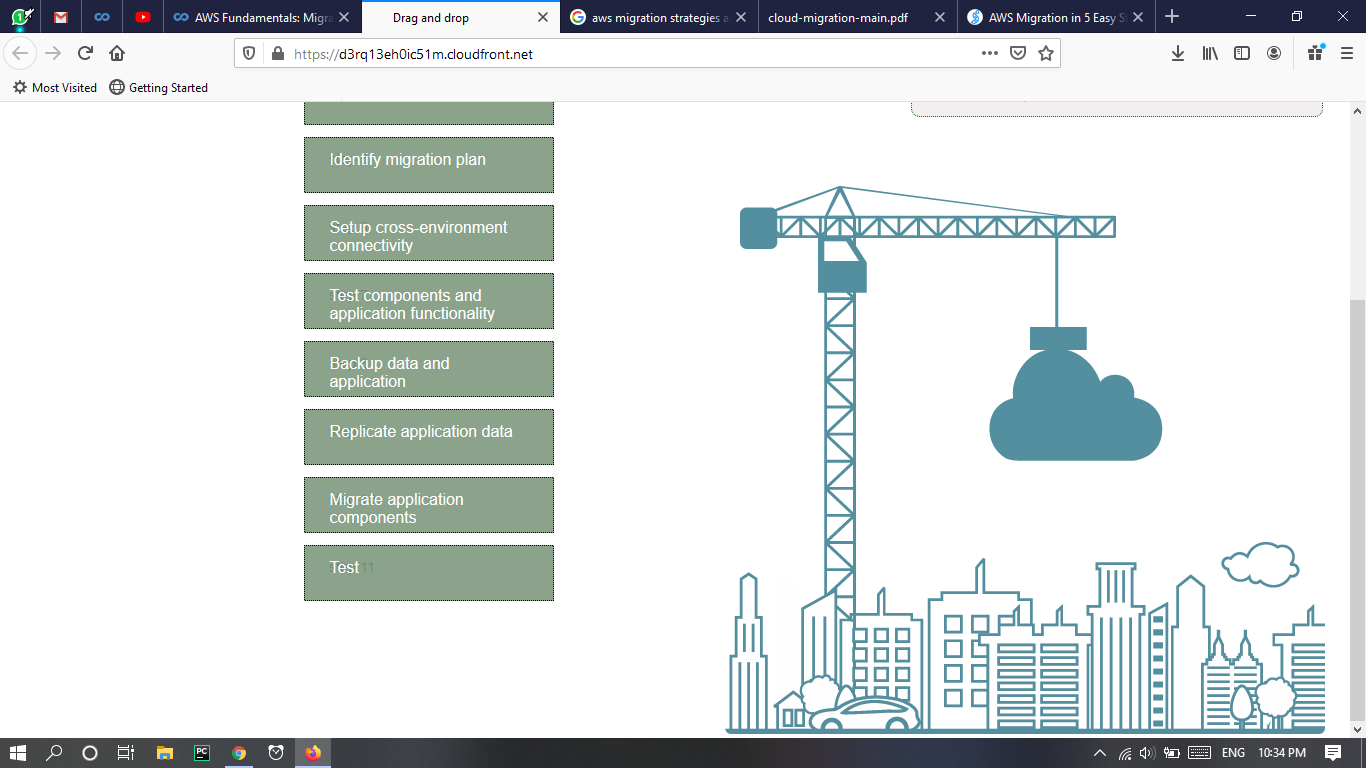 AWS Fundamentals: Migra
Drag and drop
aws migration strategies a
cloud-migration-main.pdf
AWS Migration in 5 Easy S
https://d3rq13eh0ic51m.cloudfront.net
Most Visited
Getting Started
Identify migration plan
Setup cross-environment
connectivity
Test components and
application functionality
Backup data and
application
Replicate application data
Migrate application
components
Test 11
ENG
10:34 PM